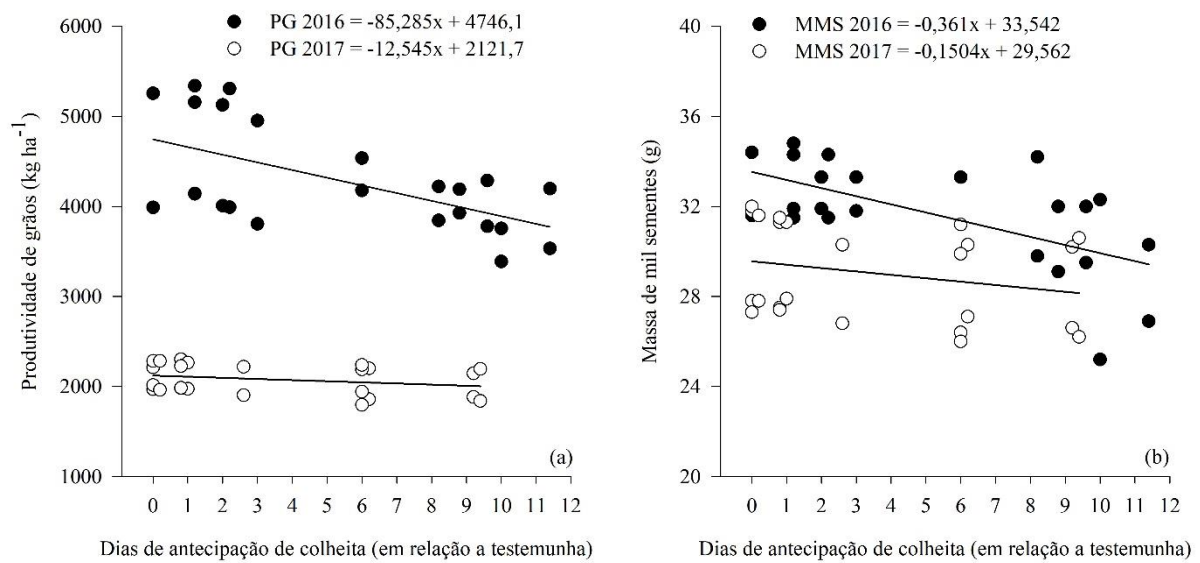 PG 2016 = -85,285x + 4746,1
PG 2017 = -12,545x + 2121,7
Produtividade de grãos (kg ha⁻¹)
6000
5000
4000
3000
2000
1000
(a)
0 1 2 3 4 5 6 7 8 9 10 11 12
Dias de antecipação de colheita (em relação a testemunha)
MMS 2016 = -0,361x + 33,542
MMS 2017 = -0,1504x + 29,562
Massa de mil sementes (g)
40
36
32
28
24
20
(b)
0 1 2 3 4 5 6 7 8 9 10 11 12
Dias de antecipação de colheita (em relação a testemunha)